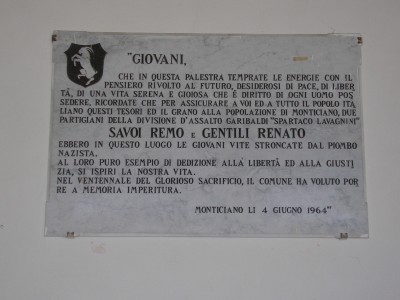 "GIOVANI,
CHE IN QUESTA PALESTRA TEMPRATE LE ENERGIE CON IL
PENSIERO RIVOLTO AL FUTURO, DESIDEROSI DI PACE, DI LIBER
TÁ, DI UNA VITA SERENA E GIOIOSA CHE È DIRITTO DI OGNI UOMO POS
SEDERE, RICORDATE CHE PER ASSICURARE A VOI ED A TUTTO IL POPOLO ITA
LIANO QUESTI TESORI ED IL GRANO ALLA POPOLAZIONE DI MONTICIANO, DUE
PARTIGIANI DELLA DIVISIONE D'ASSALTO GARIBALDI "SPARTACO LAVAGNINI"
SAVOI REMO E GENTILI RENATO
EBBERO IN QUESTO LUOGO LE GIOVANI VITE STRONCATE DAL PIOMBO
NAZISTA.
AL LORO PURO ESEMPIO DI DEDIZIONE ALLA LIBERTÀ ED ALLA GIUSTI
ZIA, SI ISPIRI LA NOSTRA VITA.
NEL VENTENNALE DEL GLORIOSO SACRIFICIO, IL COMUNE HA VOLUTO POR
RE A MEMORIA IMPERITURA.
MONTICIANO LI 4 GIUGNO 1964"